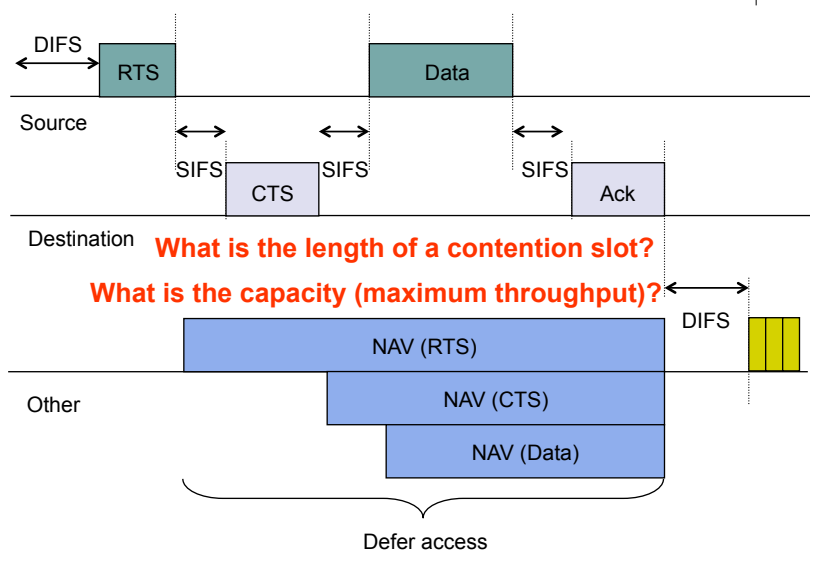 DIFS
RTS
Data
Source
SIFS
SIFS
SIFS
CTS
Ack
Destination
What is the length of a contention slot?
What is the capacity (maximum throughput)?
DIFS
NAV (RTS)
Other
NAV (CTS)
NAV (Data)
Defer access